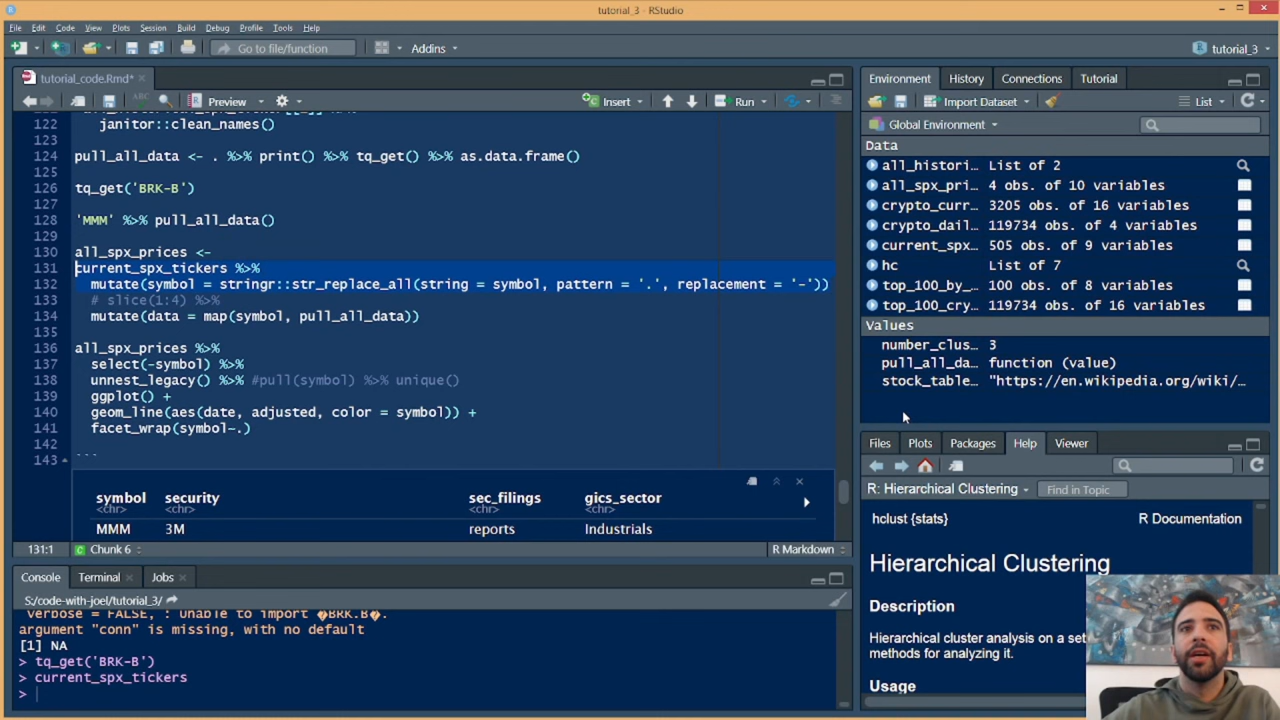 tutorial_3 - RStudio
File Edit Code View Plots Session Build Debug Profile Tools Help
Go to file/function Addins tutorial_3
tutorial_code.Rmd*
Preview Insert Run
122 janitor::clean_names()
123
124 pull_all_data <- . %>% print() %>% tq_get() %>% as.data.frame()
125
126 tq_get('BRK-B')
127
128 'MMM' %>% pull_all_data()
129
130 all_spx_prices <-
131 current_spx_tickers %>%
132 mutate(symbol = stringr::str_replace_all(string = symbol, pattern = '.', replacement = '-'))
133 # slice(1:4) %>%
134 mutate(data = map(symbol, pull_all_data))
135
136 all_spx_prices %>%
137 select(-symbol) %>%
138 unnest_legacy() %>% #pull(symbol) %>% unique()
139 ggplot() +
140 geom_line(aes(date, adjusted, color = symbol)) +
141 facet_wrap(symbol~.)
142
143 ```
symbol security sec_filings gics_sector
<chr> <chr> <chr> <chr>
MMM 3M reports Industrials
131:1 Chunk 6 R Markdown
Console Terminal Jobs
S:/code-with-joel/tutorial_3/
verbose = FALSE, : Unable to import �BRK.B�.
argument "conn" is missing, with no default
[1] NA
> tq_get('BRK-B')
> current_spx_tickers
>
Environment History Connections Tutorial
Import Dataset List
Global Environment
Data
all_histori… List of 2
all_spx_pri… 4 obs. of 10 variables
crypto_curr… 3205 obs. of 16 variables
crypto_dail… 119734 obs. of 4 variables
current_spx… 505 obs. of 9 variables
hc List of 7
top_100_by_… 100 obs. of 8 variables
top_100_cry… 119734 obs. of 16 variables
Values
number_clus… 3
pull_all_da… function (value)
stock_table… "https://en.wikipedia.org/wiki/…
Files Plots Packages Help Viewer
R: Hierarchical Clustering Find in Topic
hclust {stats} R Documentation
Hierarchical Clustering
Description
Hierarchical cluster analysis on a set
methods for analyzing it.
Usage